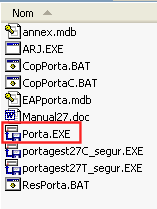 Nom
annex.mdb
ARJ.EXE
CopPorta.BAT
CopPortaC.BAT
EAPporta.mdb
Manual27.doc
Porta.EXE
portagest27C_segur.EXE
portagest27T_segur.EXE
ResPorta.BAT